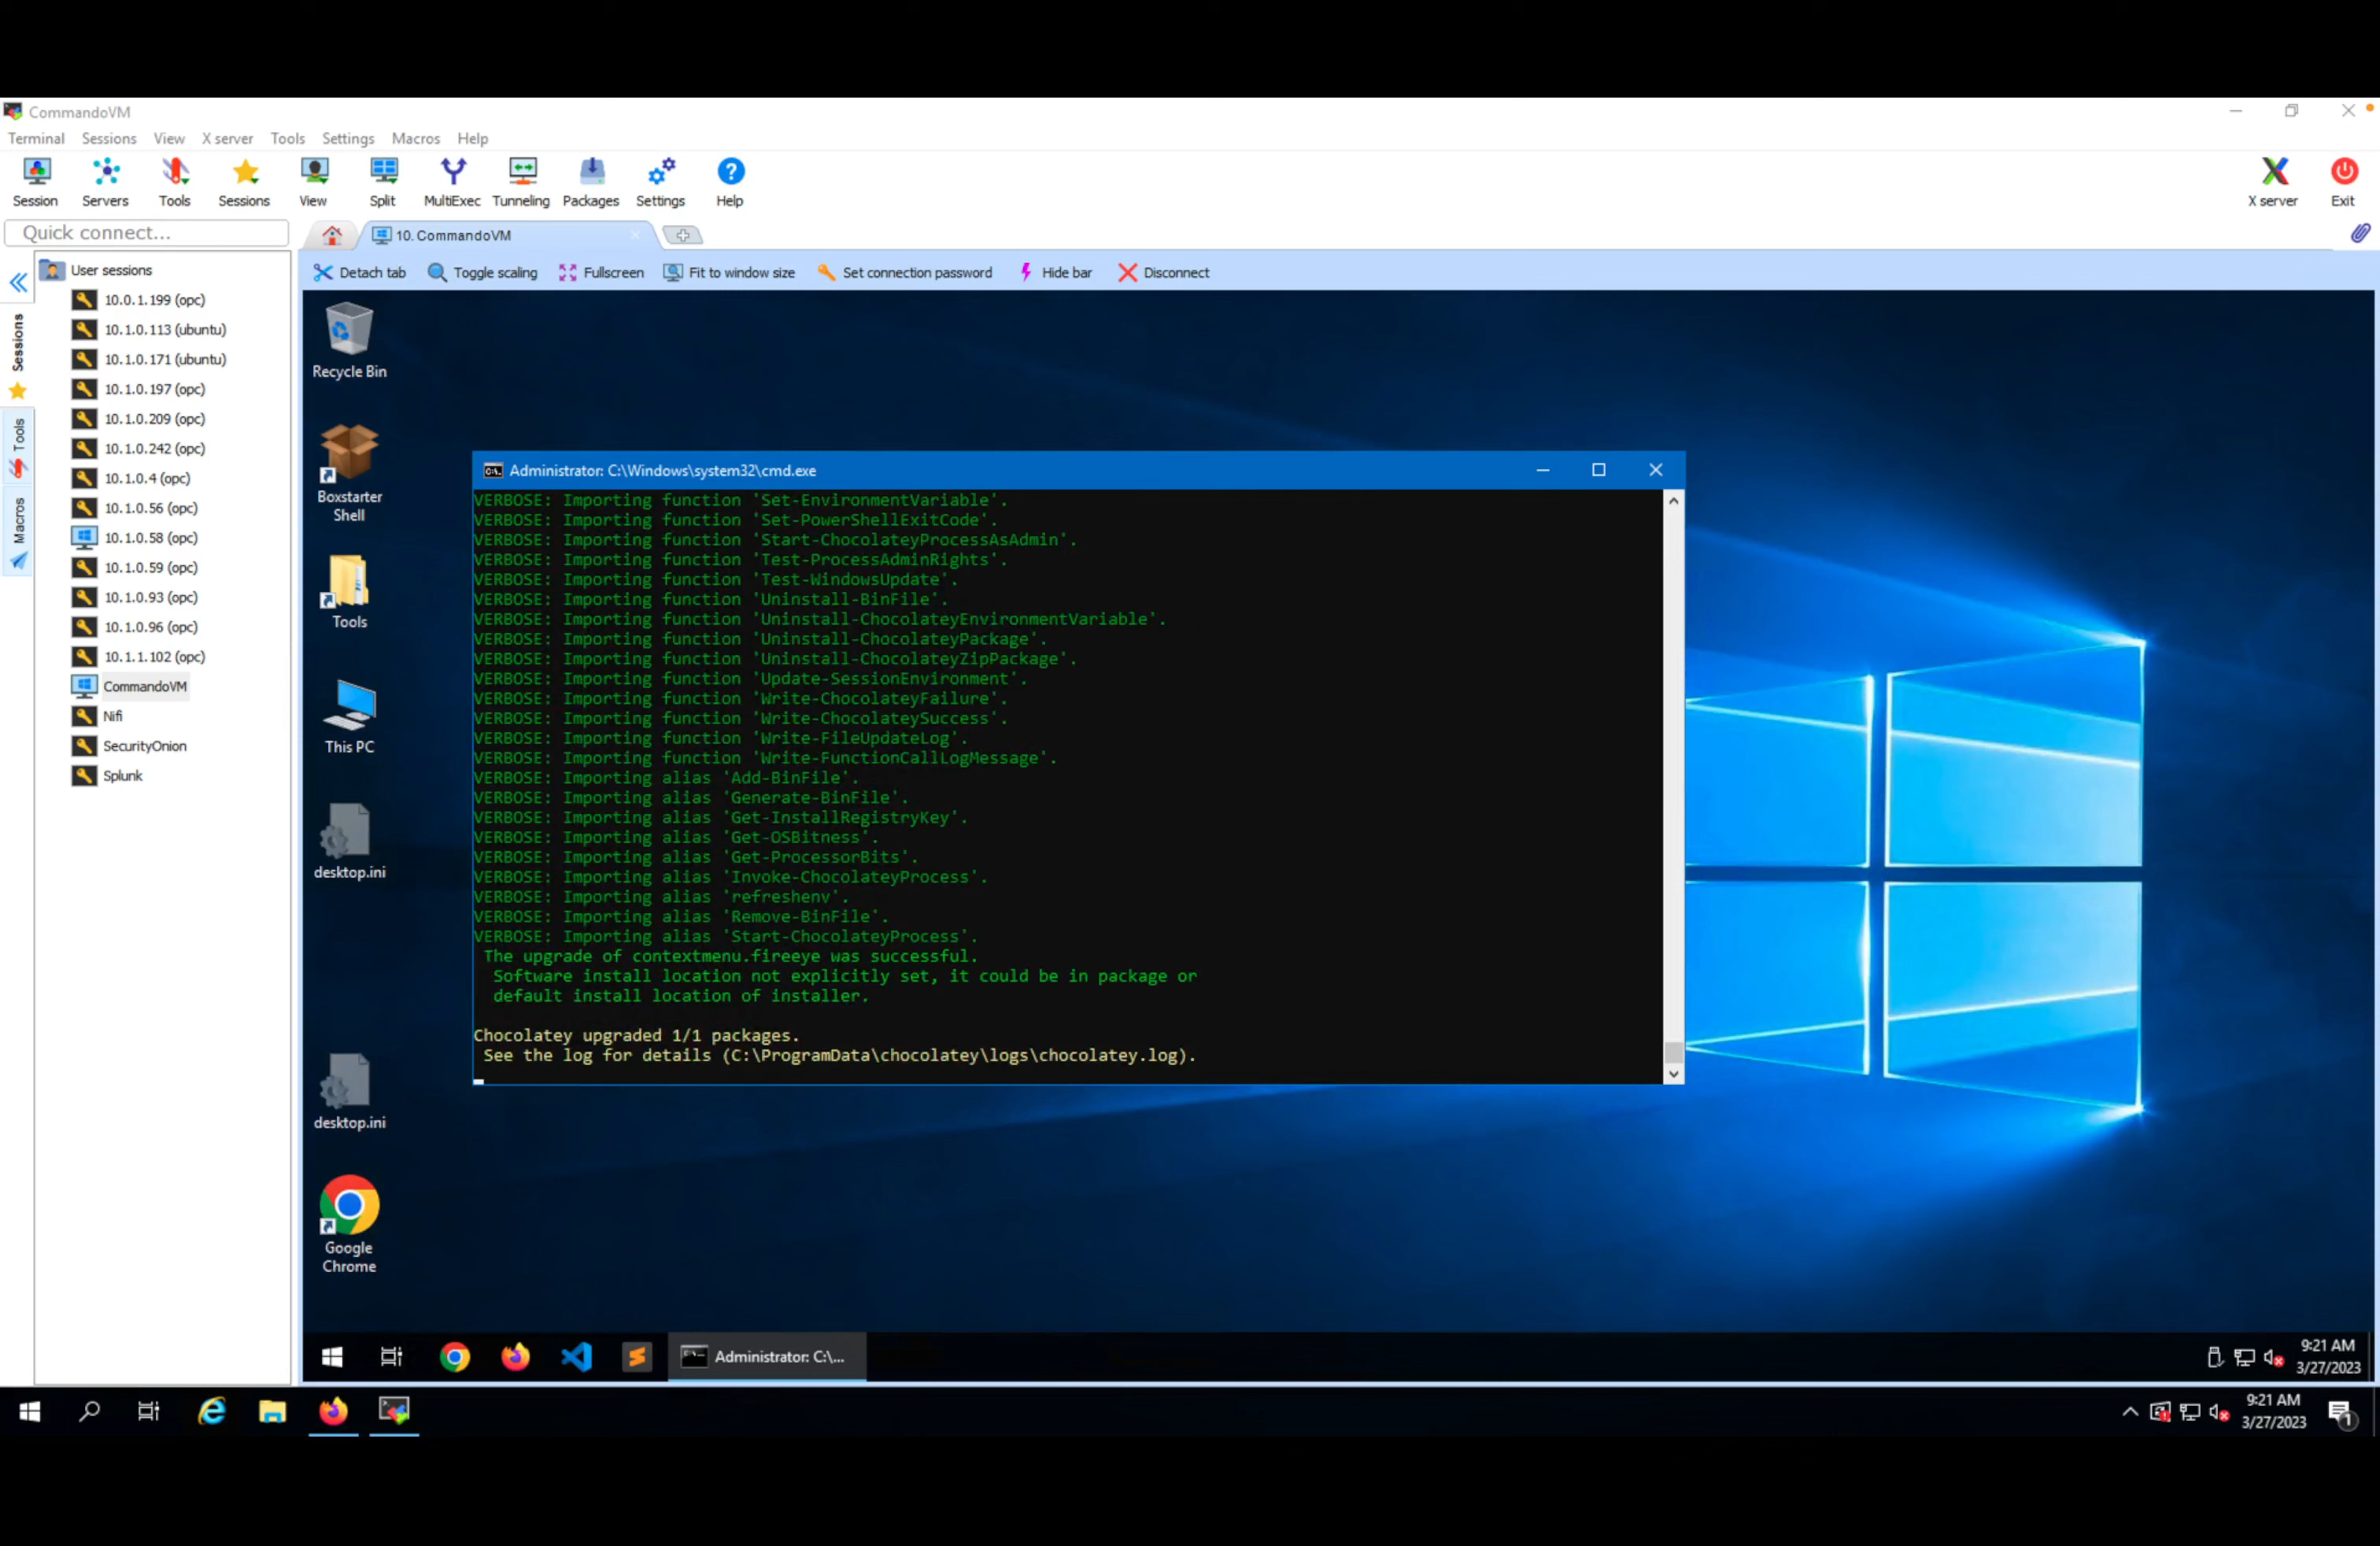 CommandoVM
Terminal Sessions View X server Tools Settings Macros Help
Session Servers Tools Sessions View Split MultiExec Tunneling Packages Settings Help X server Exit
Quick connect...
10. CommandoVM
Detach tab Toggle scaling Fullscreen Fit to window size Set connection password Hide bar Disconnect
Sessions
Tools
Macros
User sessions
10.0.1.199 (opc)
10.1.0.113 (ubuntu)
10.1.0.171 (ubuntu)
10.1.0.197 (opc)
10.1.0.209 (opc)
10.1.0.242 (opc)
10.1.0.4 (opc)
10.1.0.56 (opc)
10.1.0.58 (opc)
10.1.0.59 (opc)
10.1.0.93 (opc)
10.1.0.96 (opc)
10.1.1.102 (opc)
CommandoVM
Nifi
SecurityOnion
Splunk
Recycle Bin
Boxstarter
Shell
Tools
This PC
desktop.ini
desktop.ini
Google
Chrome
Administrator: C:\Windows\system32\cmd.exe
VERBOSE: Importing function 'Set-EnvironmentVariable'.
VERBOSE: Importing function 'Set-PowerShellExitCode'.
VERBOSE: Importing function 'Start-ChocolateyProcessAsAdmin'.
VERBOSE: Importing function 'Test-ProcessAdminRights'.
VERBOSE: Importing function 'Test-WindowsUpdate'.
VERBOSE: Importing function 'Uninstall-BinFile'.
VERBOSE: Importing function 'Uninstall-ChocolateyEnvironmentVariable'.
VERBOSE: Importing function 'Uninstall-ChocolateyPackage'.
VERBOSE: Importing function 'Uninstall-ChocolateyZipPackage'.
VERBOSE: Importing function 'Update-SessionEnvironment'.
VERBOSE: Importing function 'Write-ChocolateyFailure'.
VERBOSE: Importing function 'Write-ChocolateySuccess'.
VERBOSE: Importing function 'Write-FileUpdateLog'.
VERBOSE: Importing function 'Write-FunctionCallLogMessage'.
VERBOSE: Importing alias 'Add-BinFile'.
VERBOSE: Importing alias 'Generate-BinFile'.
VERBOSE: Importing alias 'Get-InstallRegistryKey'.
VERBOSE: Importing alias 'Get-OSBitness'.
VERBOSE: Importing alias 'Get-ProcessorBits'.
VERBOSE: Importing alias 'Invoke-ChocolateyProcess'.
VERBOSE: Importing alias 'refreshenv'.
VERBOSE: Importing alias 'Remove-BinFile'.
VERBOSE: Importing alias 'Start-ChocolateyProcess'.
The upgrade of contextmenu.fireeye was successful.
Software install location not explicitly set, it could be in package or
default install location of installer.
Chocolatey upgraded 1/1 packages.
See the log for details (C:\ProgramData\chocolatey\logs\chocolatey.log).
Administrator: C:\...
9:21 AM
3/27/2023
9:21 AM
3/27/2023
1